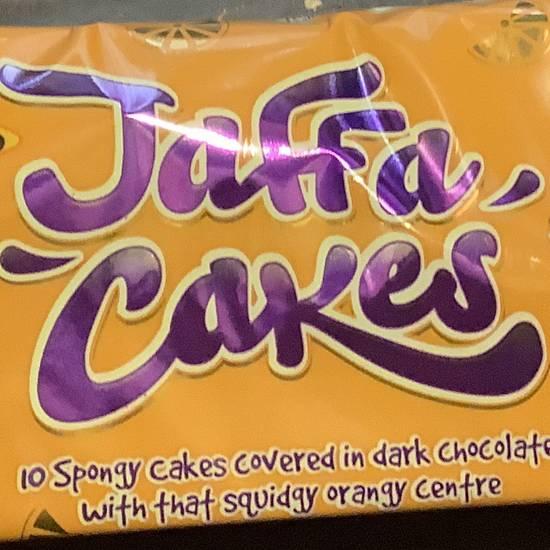 Jaffa
Cakes
10 Spongy cakes covered in dark chocolate
with that squidgy orangy centre